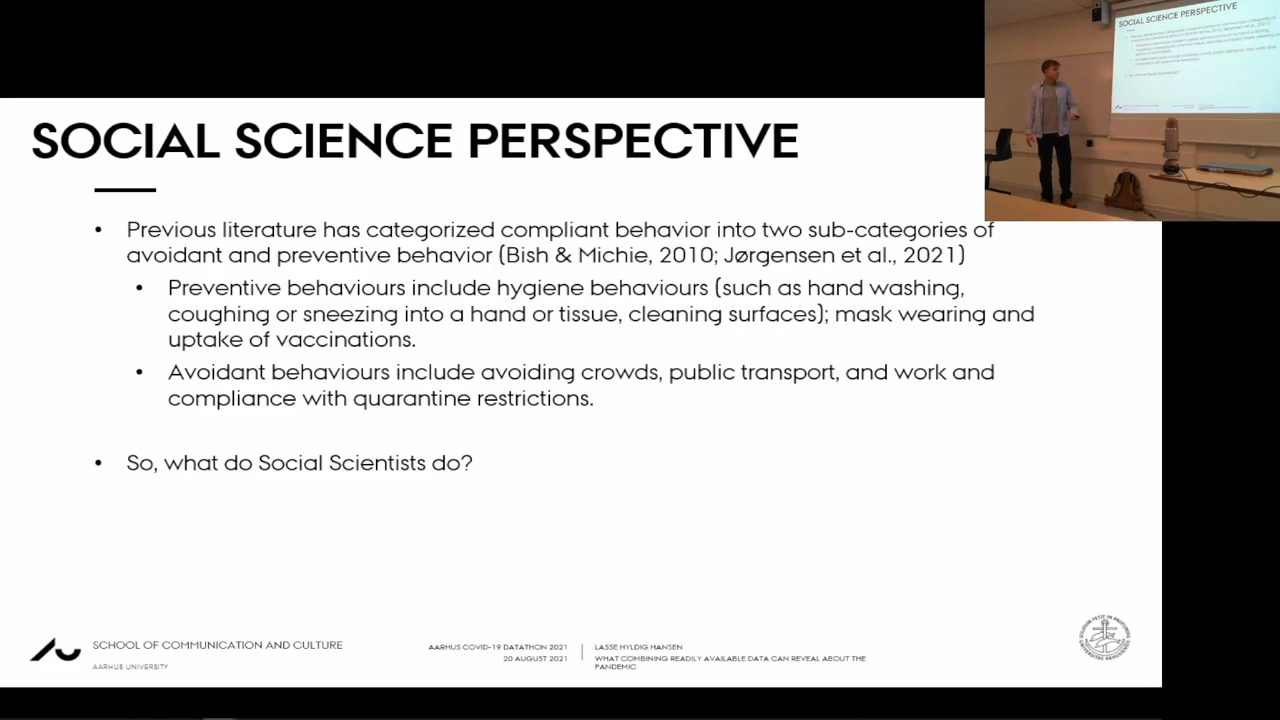 SOCIAL SCIENCE PERSPECTIVE
• Previous literature has categorized compliant behavior into two sub-categories of
avoidant and preventive behavior (Bish & Michie, 2010; Jørgensen et al., 2021)
• Preventive behaviours include hygiene behaviours (such as hand washing,
coughing or sneezing into a hand or tissue, cleaning surfaces); mask wearing and
uptake of vaccinations.
• Avoidant behaviours include avoiding crowds, public transport, and work and
compliance with quarantine restrictions.
• So, what do Social Scientists do?
SCHOOL OF COMMUNICATION AND CULTURE
AARHUS UNIVERSITY
AARHUS COVID-19 DATATHON 2021
20 AUGUST 2021
LASSE HYLDIG HANSEN
WHAT COMBINING READILY AVAILABLE DATA CAN REVEAL ABOUT THE
PANDEMIC
SOCIAL SCIENCE PERSPECTIVE